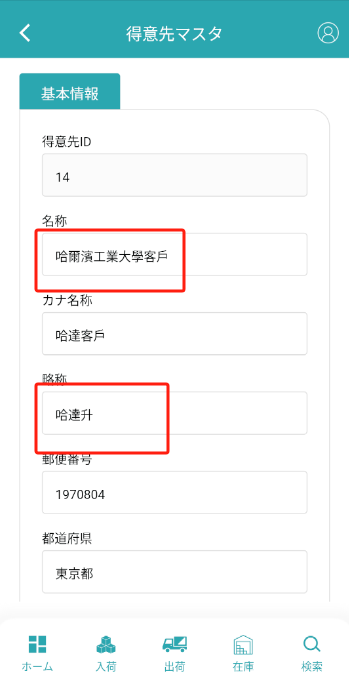 得意先マスタ
基本情報
得意先ID
14
名称
哈爾濱工業大學客戶
カナ名称
哈達客戶
略称
哈達升
郵便番号
1970804
都道府県
東京都
ホーム
入荷
出荷
在庫
検索